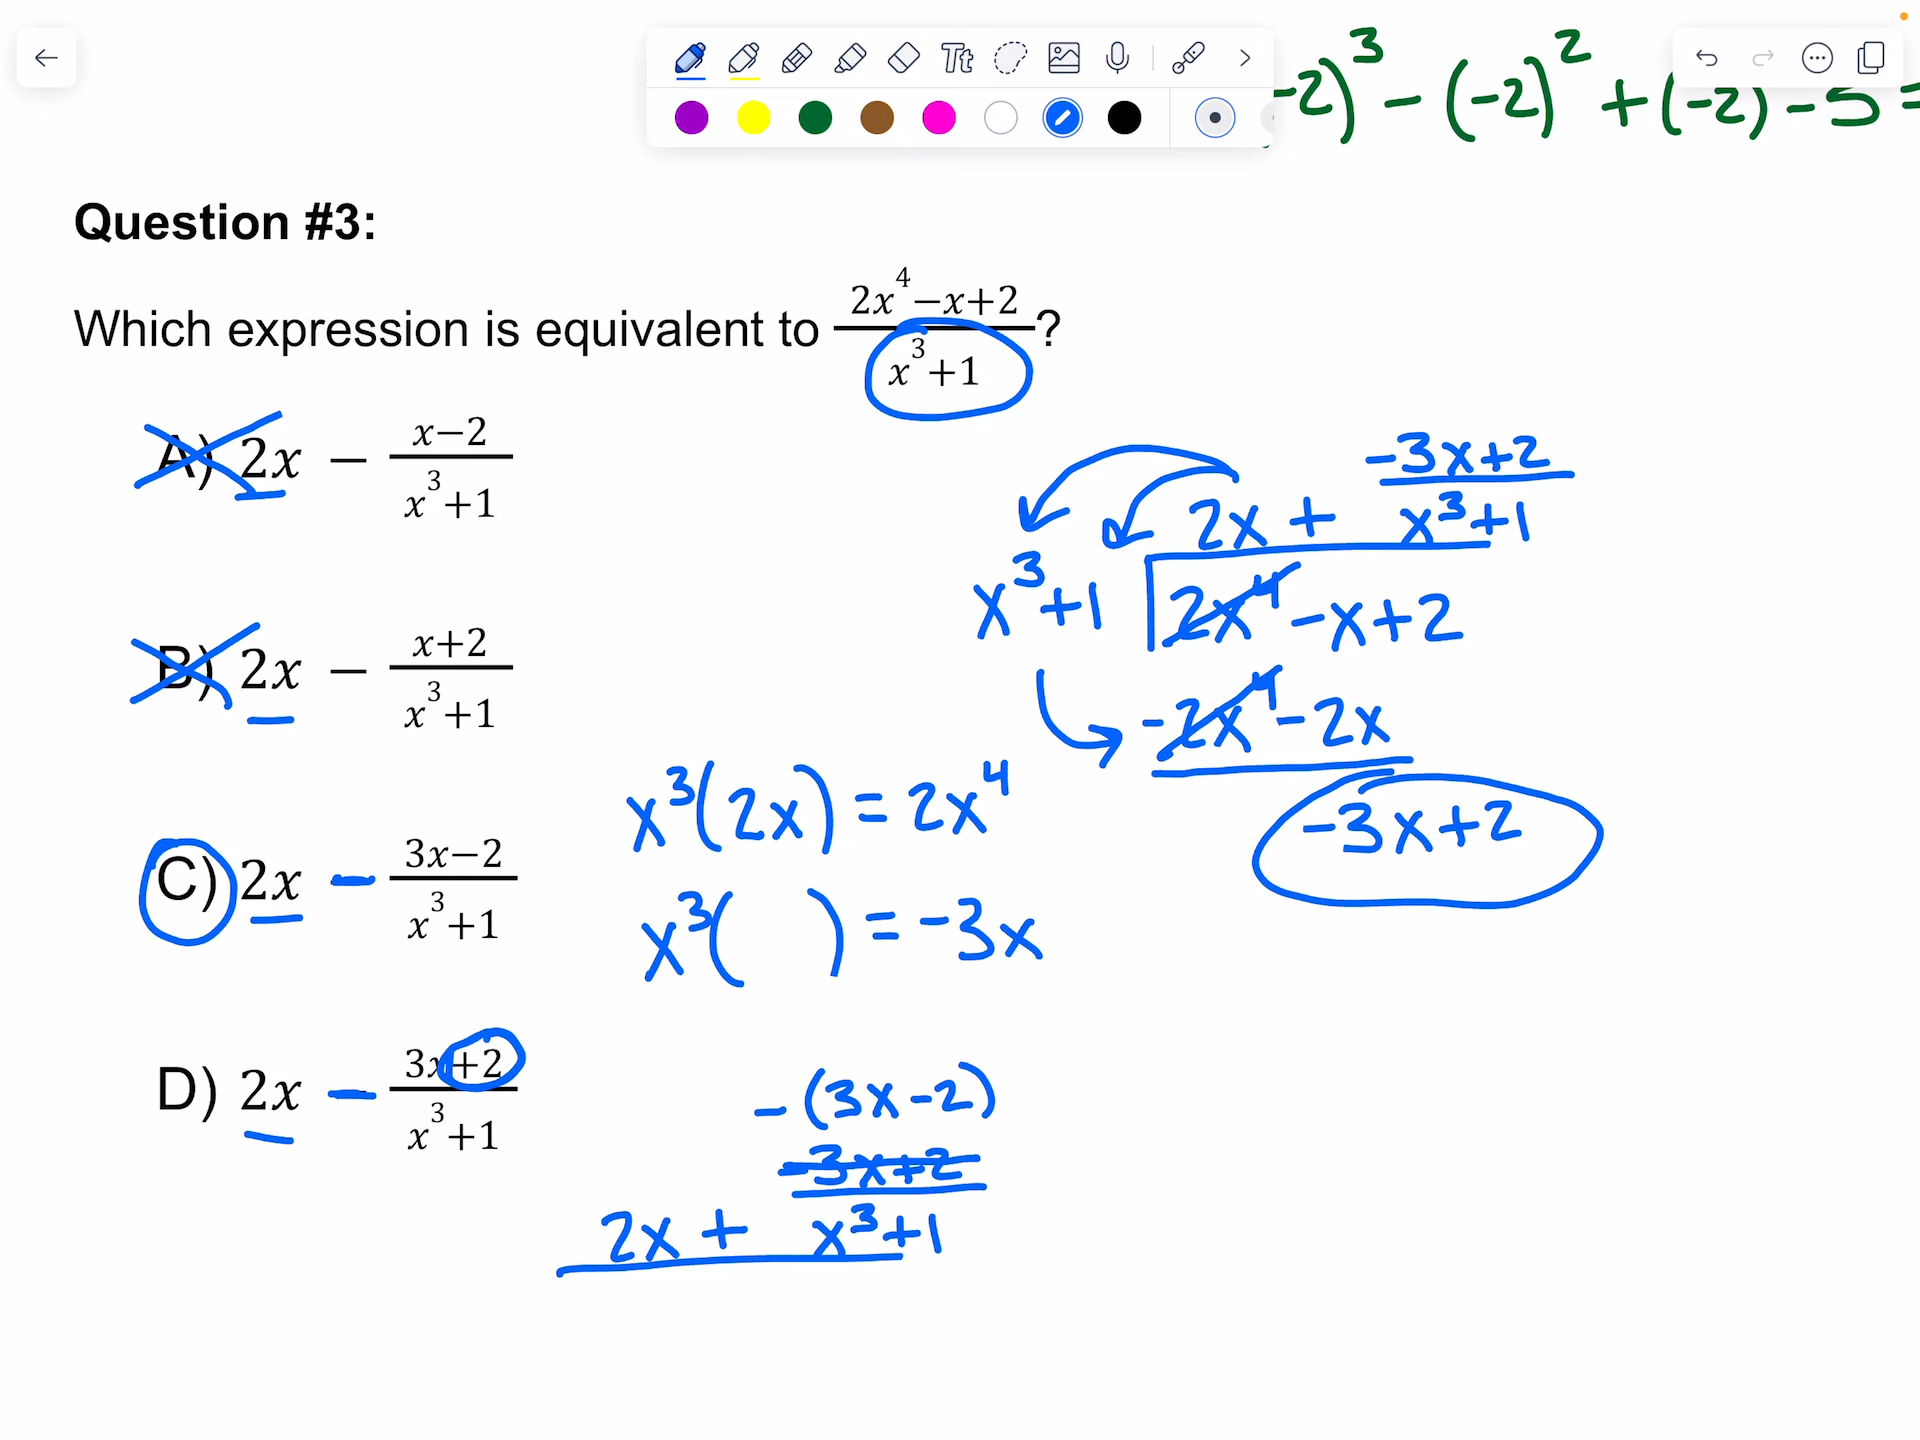 Tt
-2)³ - (-2)² + (-2) - 5 =
Question #3:
Which expression is equivalent to (2x⁴−x+2)/(x³+1)?
A) 2x − (x−2)/(x³+1)
B) 2x − (x+2)/(x³+1)
C) 2x − (3x−2)/(x³+1)
D) 2x − (3x+2)/(x³+1)
2x + (-3x+2)/(x³+1)
x³+1 2x⁴ -x+2
-2x⁴ -2x
-3x+2
x³(2x) = 2x⁴
x³( ) = -3x
-(3x-2)
-3x+2
2x + x³+1